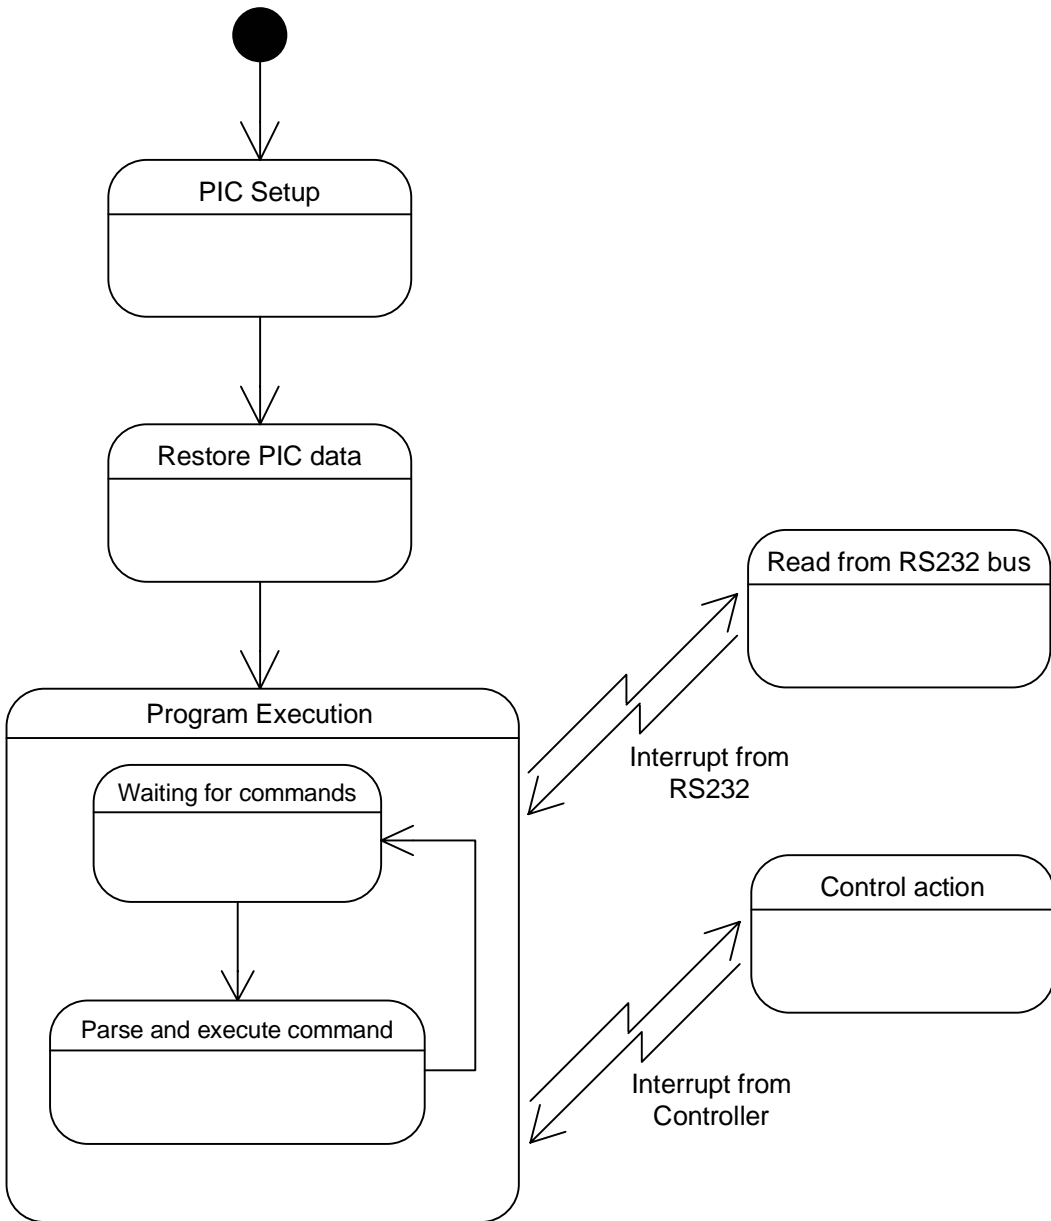 PIC Setup
Restore PIC data
Read from RS232 bus
Program Execution
Interrupt from
RS232
Waiting for commands
Control action
Parse and execute command
Interrupt from
Controller